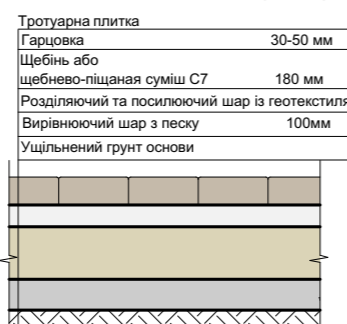 Тротуарна плитка
Гарцовка 30-50 мм
Щебінь або
щебнево-піщаная суміш С7 180 мм
Розділяючий та посилюючий шар із геотекстиля
Вирівнюючий шар з песку 100мм
Ущільнений грунт основи